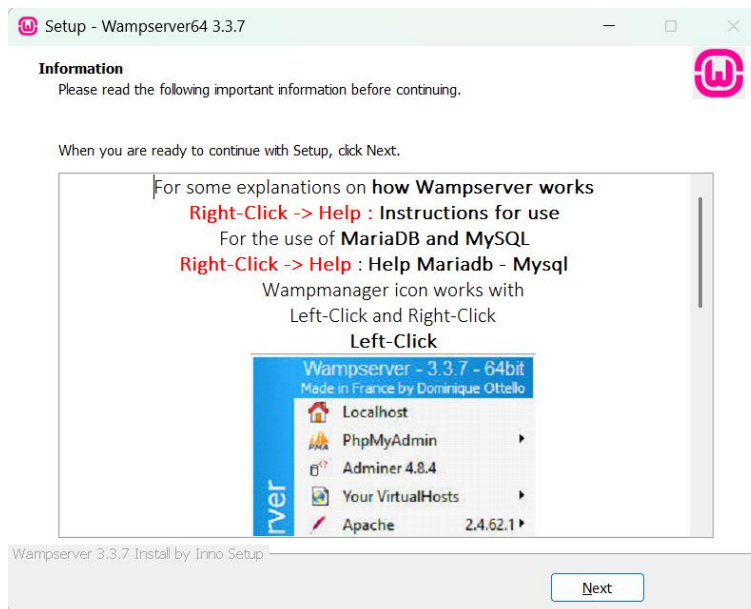 Setup - Wampserver64 3.3.7
Information
Please read the following important information before continuing.
When you are ready to continue with Setup, click Next.
For some explanations on how Wampserver works
Right-Click -> Help : Instructions for use
For the use of MariaDB and MySQL
Right-Click -> Help : Help Mariadb - Mysql
Wampmanager icon works with
Left-Click and Right-Click
Left-Click
Wampserver - 3.3.7 - 64bit
Made in France by Dominique Ottello
Localhost
PMA PhpMyAdmin
Adminer 4.8.4
Your VirtualHosts
Apache 2.4.62.1
Wampserver 3.3.7 Install by Inno Setup
Next